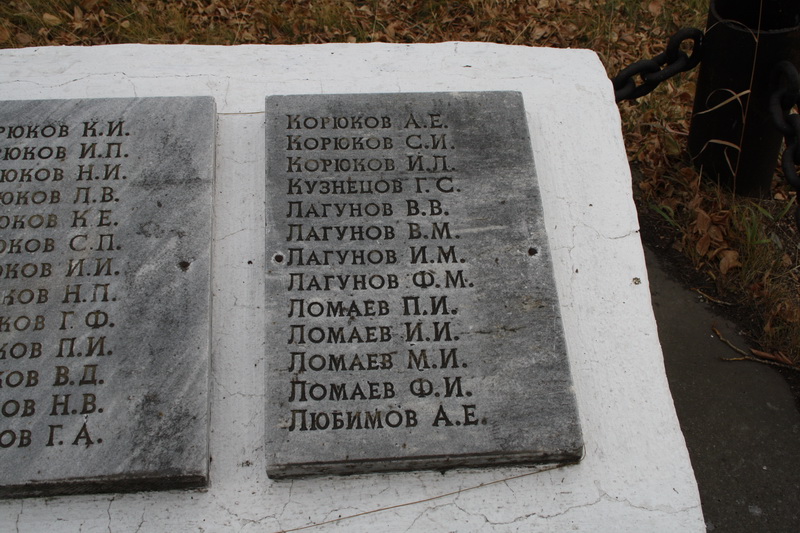 К.И.
И.П.
Н.И.
Л.В.
К.Е.
С.П.
И.И.
Н.П.
Г.Ф.
П.И.
В.Д.
Н.В.
Г.А.
Корюков А.Е.
Корюков С.И.
Корюков И.П.
Кузнецов Г.С.
Лагунов В.В.
Лагунов В.М.
Лагунов И.М.
Лагунов Ф.М.
Ломаев П.И.
Ломаев И.И.
Ломаев М.И.
Ломаев Ф.И.
Любимов А.Е.